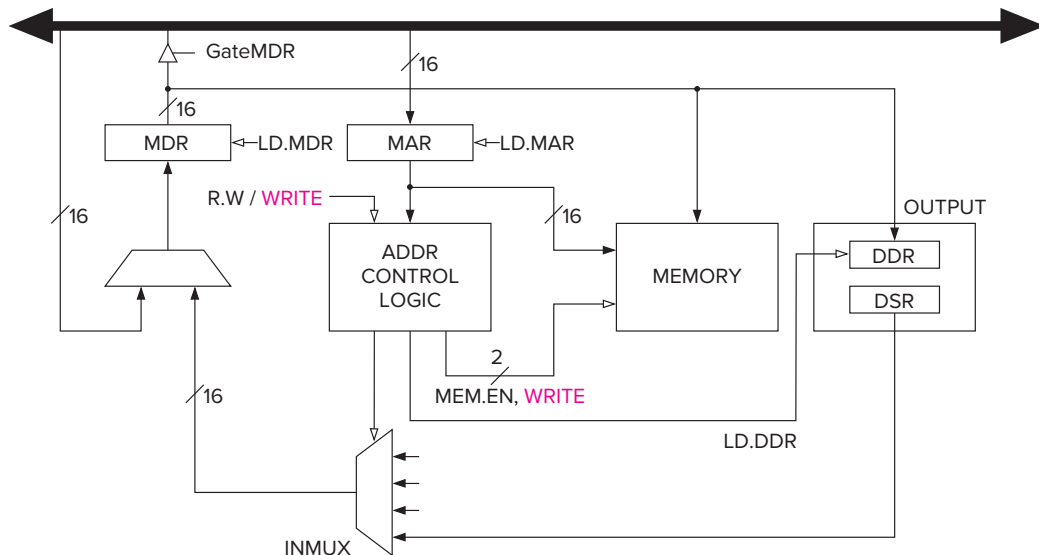 GateMDR
16
16
MDR
LD.MDR
MAR
LD.MAR
R.W / WRITE
16
16
OUTPUT
ADDR
CONTROL
LOGIC
MEMORY
DDR
DSR
2
MEM.EN, WRITE
16
LD.DDR
INMUX